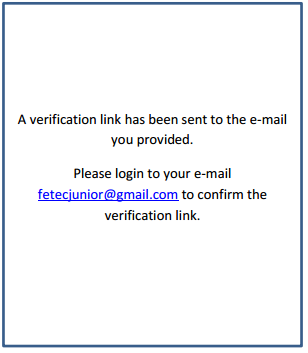 A verification link has been sent to the e-mail
you provided.
Please login to your e-mail
fetecjunior@gmail.com to confirm the
verification link.